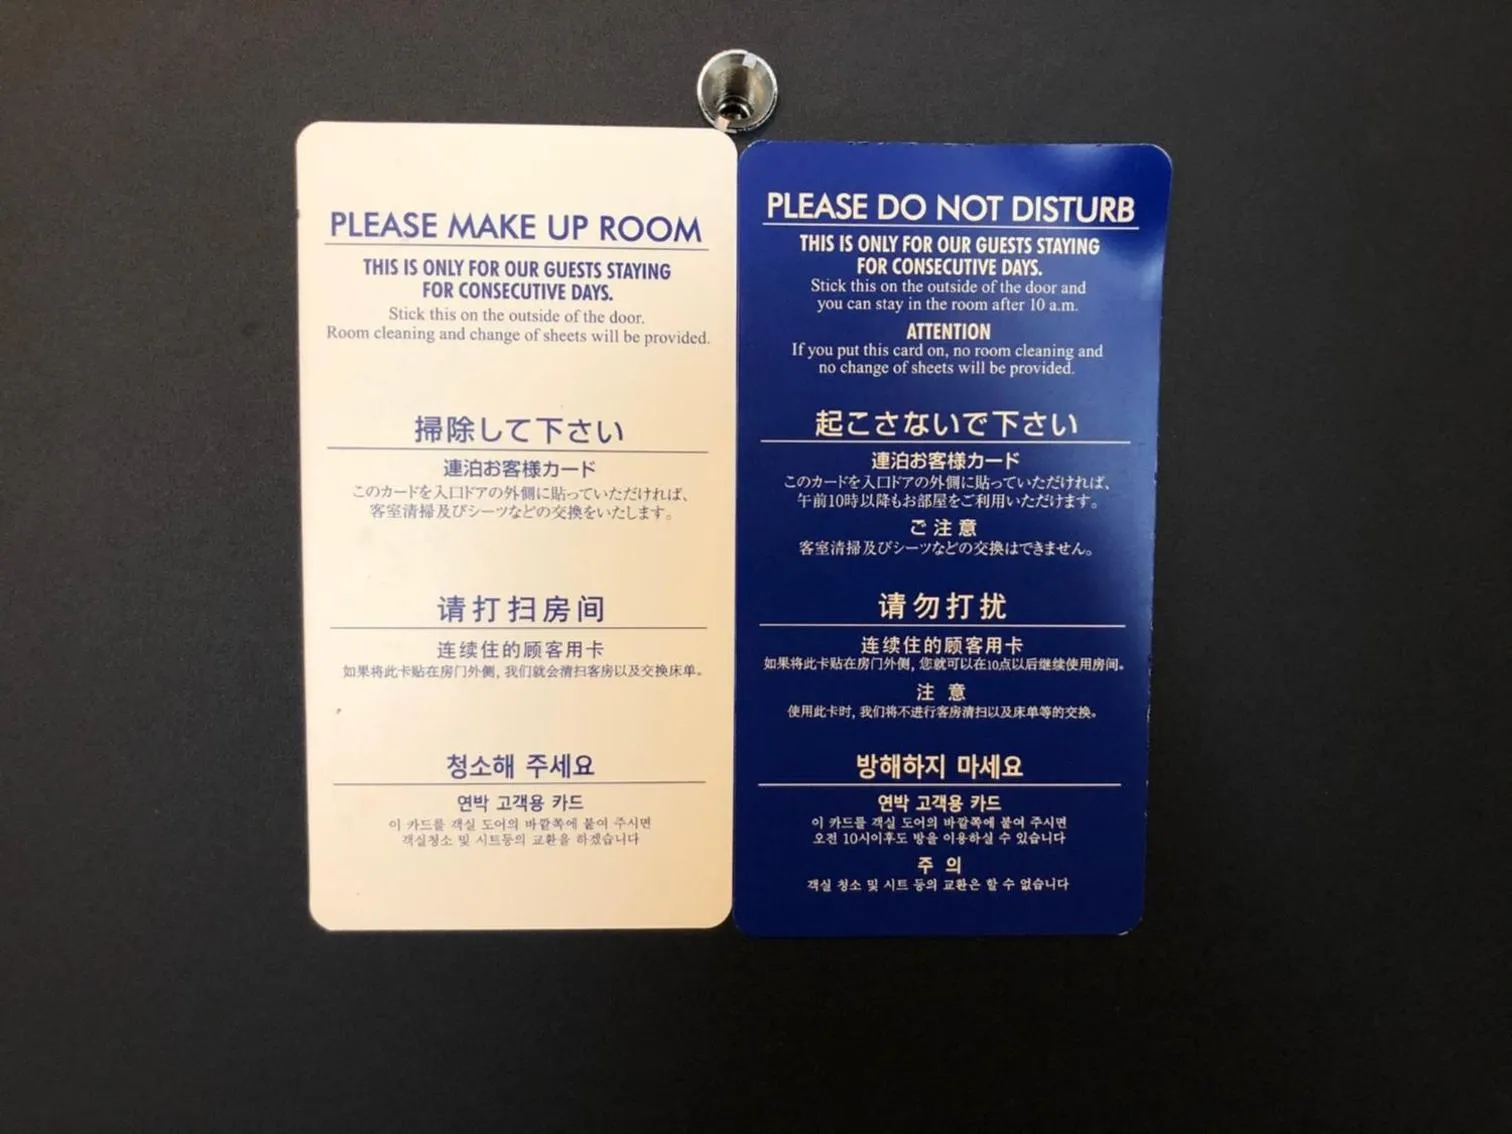 PLEASE MAKE UP ROOM
THIS IS ONLY FOR OUR GUESTS STAYING
FOR CONSECUTIVE DAYS.
Stick this on the outside of the door.
Room cleaning and change of sheets will be provided.
掃除して下さい
連泊お客様カード
このカードを入口ドアの外側に貼っていただければ、
客室清掃及びシーツなどの交換をいたします。
请打扫房间
连续住的顾客用卡
如果将此卡贴在房门外侧, 我们就会清扫客房以及交换床单。
청소해 주세요
연박 고객용 카드
이 카드를 객실 도어의 바깥쪽에 붙여 주시면
객실청소 및 시트등의 교환을 하겠습니다
PLEASE DO NOT DISTURB
THIS IS ONLY FOR OUR GUESTS STAYING
FOR CONSECUTIVE DAYS.
Stick this on the outside of the door and
you can stay in the room after 10 a.m.
ATTENTION
If you put this card on, no room cleaning and
no change of sheets will be provided.
起こさないで下さい
連泊お客様カード
このカードを入口ドアの外側に貼っていただければ、
午前10時以降もお部屋をご利用いただけます。
ご注意
客室清掃及びシーツなどの交換はできません。
请勿打扰
连续住的顾客用卡
如果将此卡贴在房门外侧, 您就可以在10点以后继续使用房间。
注 意
使用此卡时, 我们将不进行客房清扫以及床单等的交换。
방해하지 마세요
연박 고객용 카드
이 카드를 객실 도어의 바깥쪽에 붙여 주시면
오전 10시이후도 방을 이용하실 수 있습니다
주 의
객실 청소 및 시트 등의 교환은 할 수 없습니다